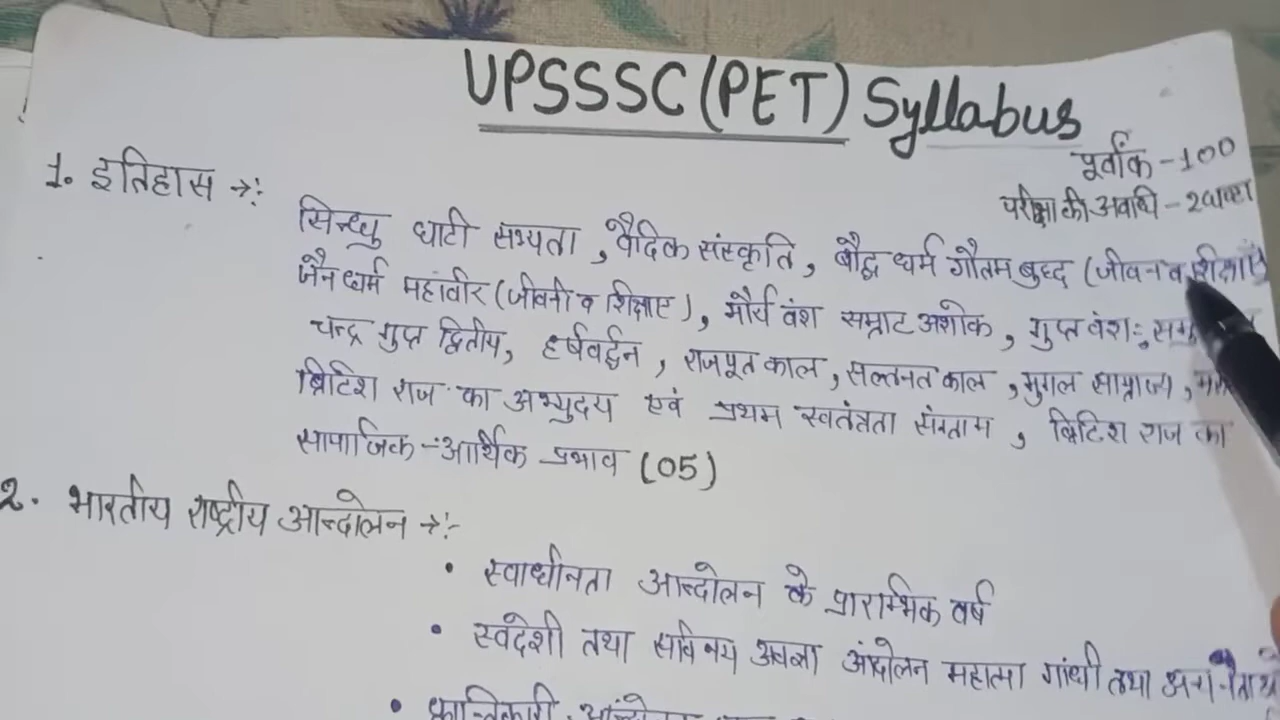 UPSSSC (PET) Syllabus
पूर्वांक - 100
परीक्षा की अवधि - 2 घण्टा
1. इतिहास →:
सिन्धु घाटी सभ्यता , वैदिक संस्कृति , बौद्ध धर्म गौतम बुध्द (जीवन व शिक्षाएं
जैन धर्म महावीर (जीवनी व शिक्षाएं) , मौर्य वंश सम्राट अशोक , गुप्त वंश :
चन्द्र गुप्त द्वितीय, हर्षवर्द्धन , राजपूत काल , सल्तनत काल , मुगल साम्राज्य ,
ब्रिटिश राज का अभ्युदय एवं प्रथम स्वतंत्रता संग्राम , ब्रिटिश राज का
सामाजिक - आर्थिक प्रभाव (05)
2. भारतीय राष्ट्रीय आन्दोलन →:-
• स्वाधीनता आन्दोलन के प्रारम्भिक वर्ष
• स्वदेशी तथा सविनय अवज्ञा आंदोलन महात्मा गांधी तथा अन्य
• क्रान्तिकारी आंदोलन